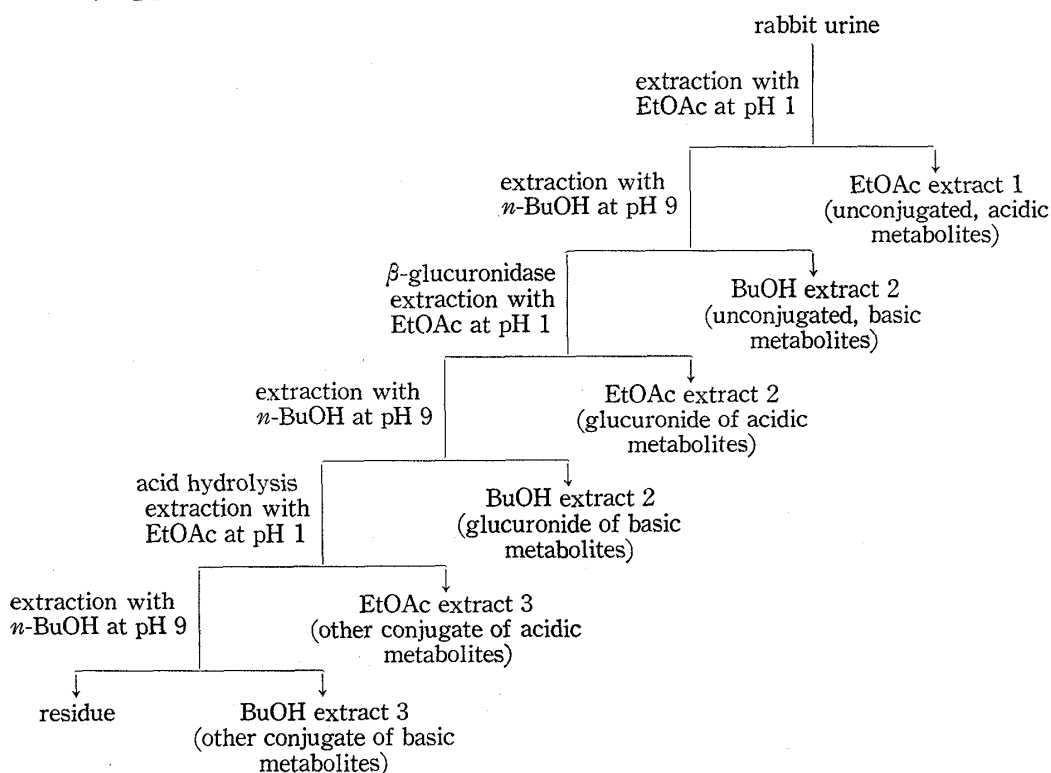 rabbit urine
extraction with
EtOAc at pH 1
EtOAc extract 1
(unconjugated, acidic
metabolites)
extraction with
n-BuOH at pH 9
BuOH extract 2
(unconjugated, basic
metabolites)
β-glucuronidase
extraction with
EtOAc at pH 1
EtOAc extract 2
(glucuronide of acidic
metabolites)
extraction with
n-BuOH at pH 9
BuOH extract 2
(glucuronide of basic
metabolites)
acid hydrolysis
extraction with
EtOAc at pH 1
EtOAc extract 3
(other conjugate of acidic
metabolites)
extraction with
n-BuOH at pH 9
residue
BuOH extract 3
(other conjugate of basic
metabolites)